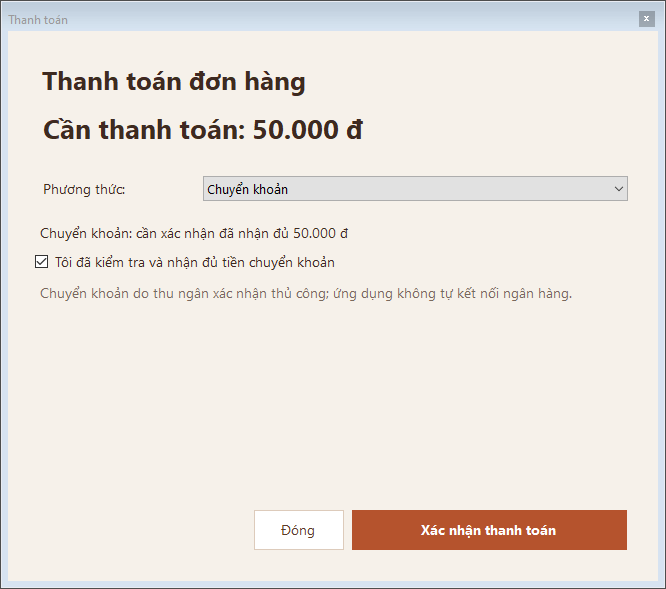 Thanh toán
Thanh toán đơn hàng
Cần thanh toán: 50.000 đ
Phương thức: Chuyển khoản
Chuyển khoản: cần xác nhận đã nhận đủ 50.000 đ
Tôi đã kiểm tra và nhận đủ tiền chuyển khoản
Chuyển khoản do thu ngân xác nhận thủ công; ứng dụng không tự kết nối ngân hàng.
Đóng Xác nhận thanh toán